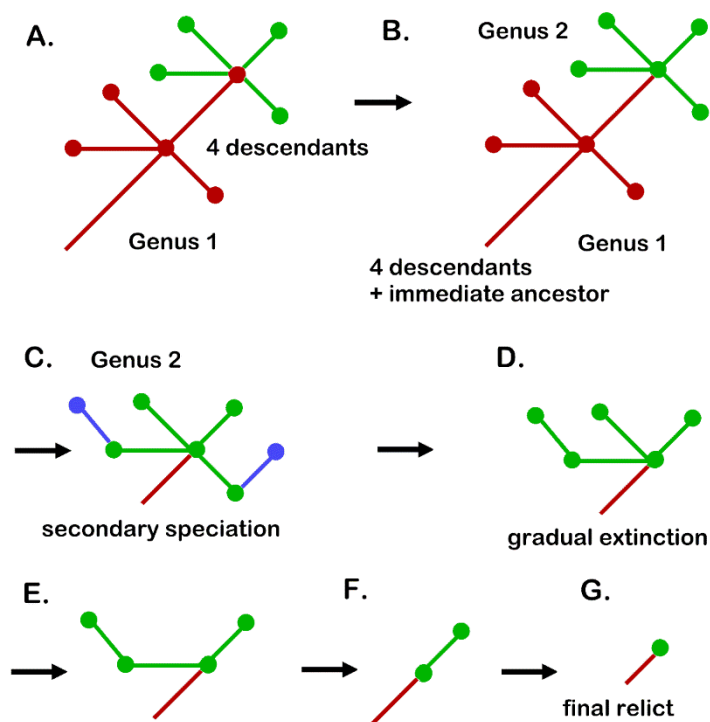 A.
B.
Genus 2
4 descendants
Genus 1
Genus 1
4 descendants
+ immediate ancestor
C.
Genus 2
D.
secondary speciation
gradual extinction
E.
F.
G.
final relict